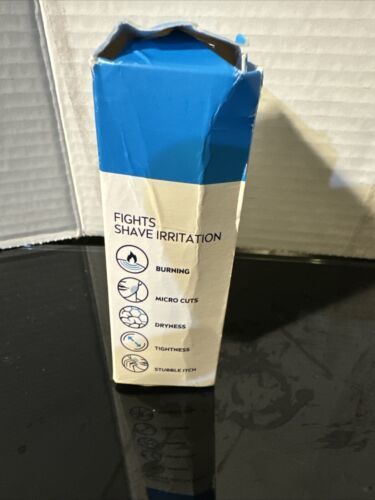 FIGHTS
SHAVE IRRITATION
BURNING
MICRO CUTS
DRYNESS
TIGHTNESS
STUBBLE ITCH